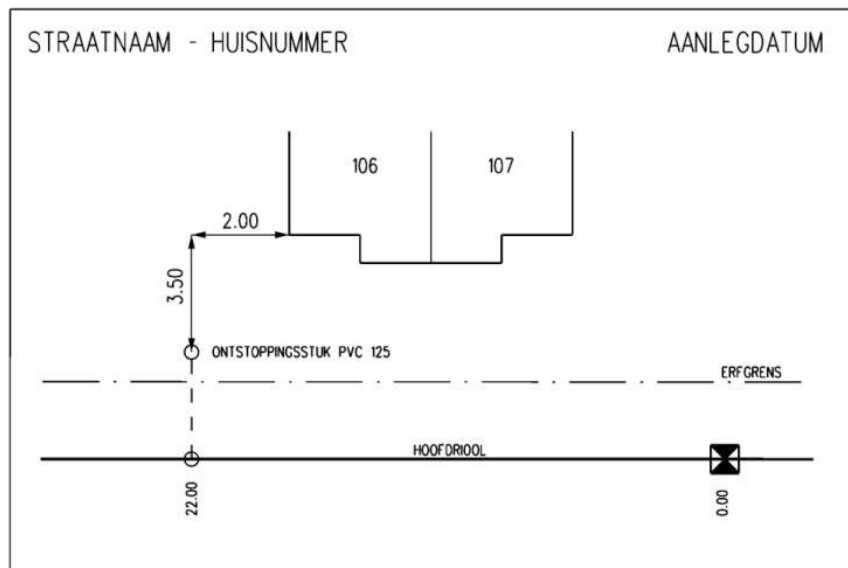 STRAATNAAM - HUISNUMMER
AANLEGDATUM
106
107
2.00
3.50
ONTSTOPPINGSSTUK PVC 125
ERFGRENS
HOOFDRIOOL
22.00
0.00